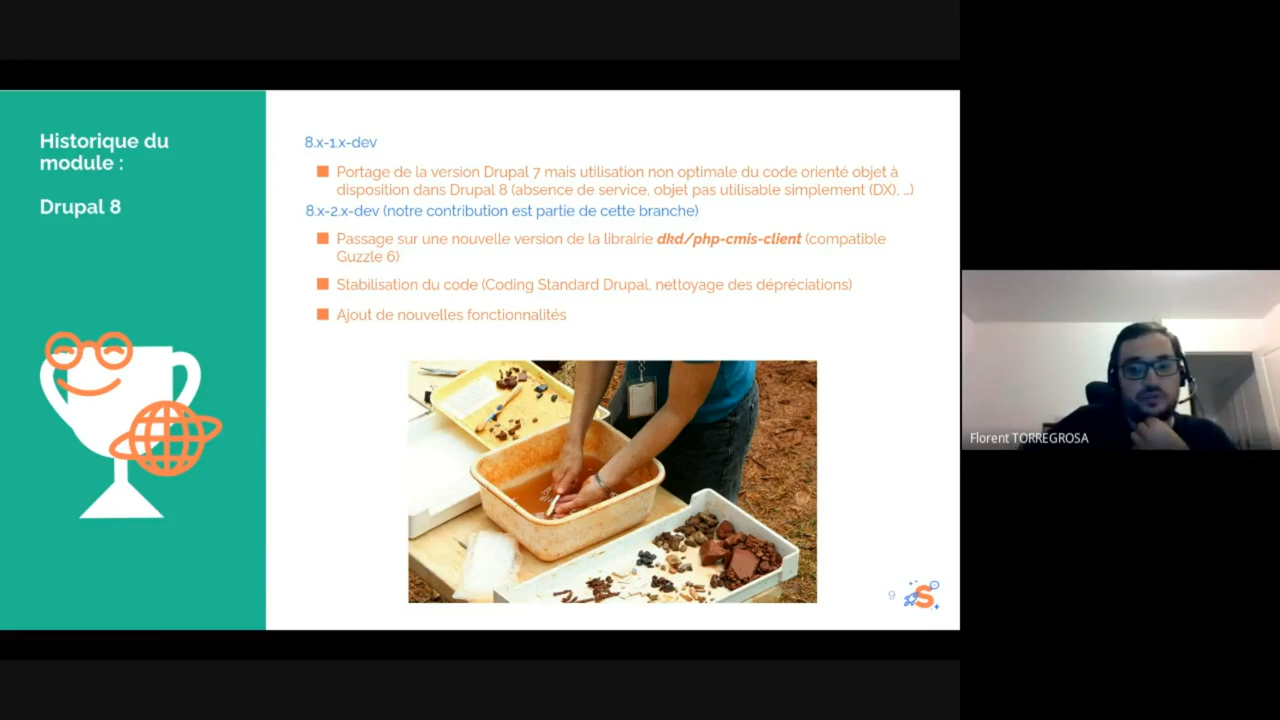 Historique du
module :
Drupal 8
8.x-1.x-dev
Portage de la version Drupal 7 mais utilisation non optimale du code orienté objet à
disposition dans Drupal 8 (absence de service, objet pas utilisable simplement (DX), ...)
8.x-2.x-dev (notre contribution est partie de cette branche)
Passage sur une nouvelle version de la librairie dkd/php-cmis-client (compatible
Guzzle 6)
Stabilisation du code (Coding Standard Drupal, nettoyage des dépréciations)
Ajout de nouvelles fonctionnalités
9
S
Florent TORREGROSA